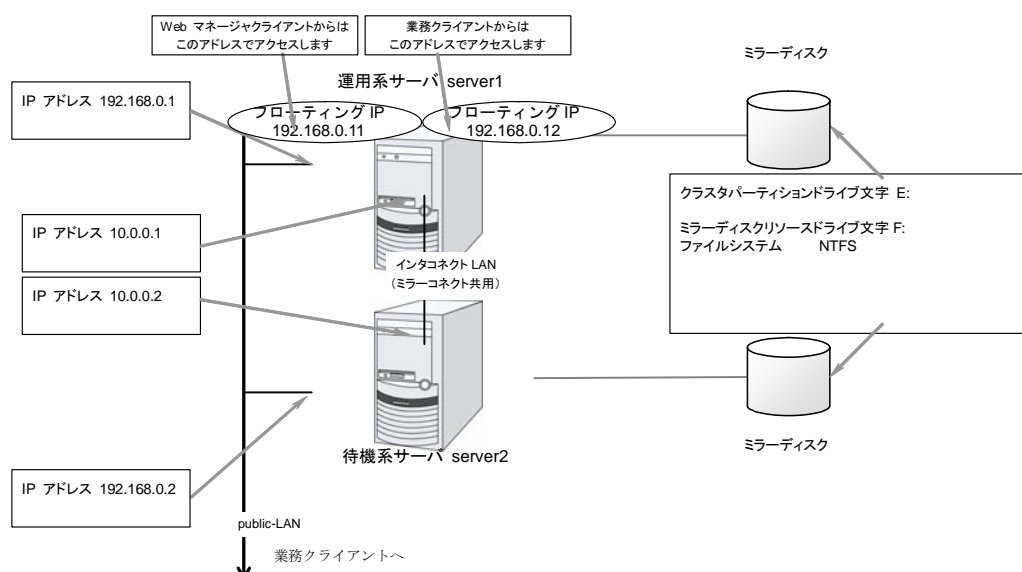 Web マネージャクライアントからは
このアドレスでアクセスします
業務クライアントからは
このアドレスでアクセスします
ミラーディスク
運用系サーバ server1
IP アドレス 192.168.0.1
フローティング IP
192.168.0.11
フローティング IP
192.168.0.12
クラスタパーティションドライブ文字 E:
ミラーディスクリソースドライブ文字 F:
ファイルシステム NTFS
IP アドレス 10.0.0.1
インタコネクト LAN
(ミラーコネクト共用)
IP アドレス 10.0.0.2
ミラーディスク
待機系サーバ server2
IP アドレス 192.168.0.2
public-LAN
業務クライアントへ